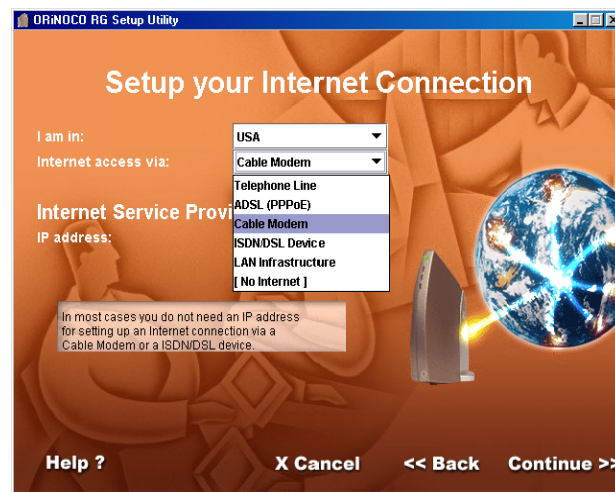 ORiNOCO RG Setup Utility
Setup your Internet Connection
I am in:
USA
Internet access via:
Cable Modem
Telephone Line
ADSL (PPPoE)
Cable Modem
ISDN/DSL Device
LAN Infrastructure
[ No Internet ]
Internet Service Provi
IP address:
In most cases you do not need an IP address
for setting up an Internet connection via a
Cable Modem or a ISDN/DSL device.
Help ?
X Cancel
<< Back
Continue >>